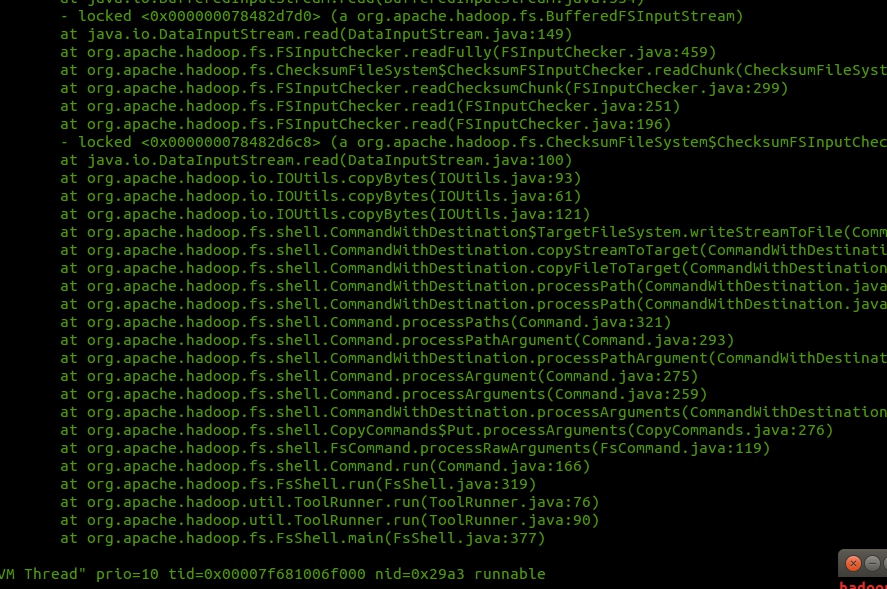 - locked <0x000000078482d7d0> (a org.apache.hadoop.fs.BufferedFSInputStream)
at java.io.DataInputStream.read(DataInputStream.java:149)
at org.apache.hadoop.fs.FSInputChecker.readFully(FSInputChecker.java:459)
at org.apache.hadoop.fs.ChecksumFileSystem$ChecksumFSInputChecker.readChunk(ChecksumFileSyst
at org.apache.hadoop.fs.FSInputChecker.readChecksumChunk(FSInputChecker.java:299)
at org.apache.hadoop.fs.FSInputChecker.read1(FSInputChecker.java:251)
at org.apache.hadoop.fs.FSInputChecker.read(FSInputChecker.java:196)
- locked <0x000000078482d6c8> (a org.apache.hadoop.fs.ChecksumFileSystem$ChecksumFSInputChec
at java.io.DataInputStream.read(DataInputStream.java:100)
at org.apache.hadoop.io.IOUtils.copyBytes(IOUtils.java:93)
at org.apache.hadoop.io.IOUtils.copyBytes(IOUtils.java:61)
at org.apache.hadoop.io.IOUtils.copyBytes(IOUtils.java:121)
at org.apache.hadoop.fs.shell.CommandWithDestination$TargetFileSystem.writeStreamToFile(Comm
at org.apache.hadoop.fs.shell.CommandWithDestination.copyStreamToTarget(CommandWithDestinati
at org.apache.hadoop.fs.shell.CommandWithDestination.copyFileToTarget(CommandWithDestination
at org.apache.hadoop.fs.shell.CommandWithDestination.processPath(CommandWithDestination.java
at org.apache.hadoop.fs.shell.CommandWithDestination.processPath(CommandWithDestination.java
at org.apache.hadoop.fs.shell.Command.processPaths(Command.java:321)
at org.apache.hadoop.fs.shell.Command.processPathArgument(Command.java:293)
at org.apache.hadoop.fs.shell.CommandWithDestination.processPathArgument(CommandWithDestinat
at org.apache.hadoop.fs.shell.Command.processArgument(Command.java:275)
at org.apache.hadoop.fs.shell.Command.processArguments(Command.java:259)
at org.apache.hadoop.fs.shell.CommandWithDestination.processArguments(CommandWithDestination
at org.apache.hadoop.fs.shell.CopyCommands$Put.processArguments(CopyCommands.java:276)
at org.apache.hadoop.fs.shell.FsCommand.processRawArguments(FsCommand.java:119)
at org.apache.hadoop.fs.shell.Command.run(Command.java:166)
at org.apache.hadoop.fs.FsShell.run(FsShell.java:319)
at org.apache.hadoop.util.ToolRunner.run(ToolRunner.java:76)
at org.apache.hadoop.util.ToolRunner.run(ToolRunner.java:90)
at org.apache.hadoop.fs.FsShell.main(FsShell.java:377)
VM Thread" prio=10 tid=0x00007f681006f000 nid=0x29a3 runnable